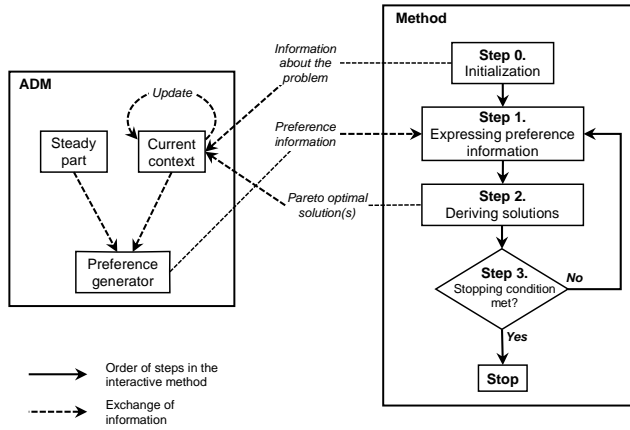 Method
Information
about the
problem
Step 0.
Initialization
ADM
Update
Steady
part
Current
context
Preference
information
Step 1.
Expressing preference
information
Pareto optimal
solution(s)
Step 2.
Deriving solutions
Preference
generator
Step 3.
Stopping condition
met?
No
Yes
Stop
Order of steps in the
interactive method
Exchange of
information